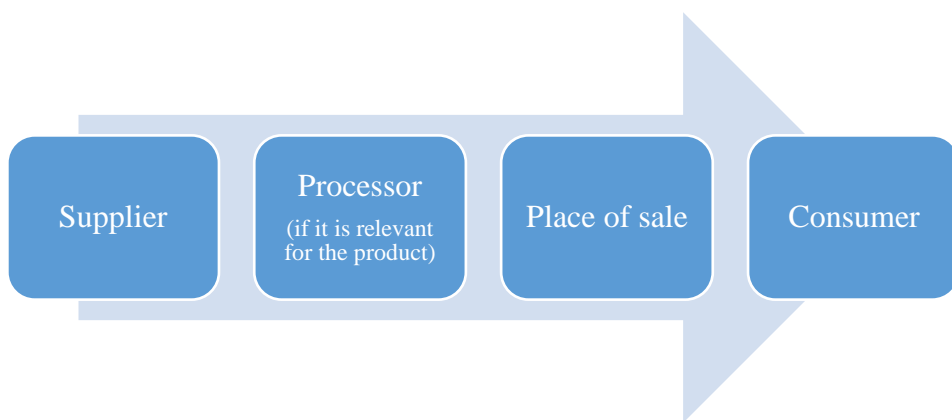 Supplier
Processor
(if it is relevant
for the product)
Place of sale
Consumer